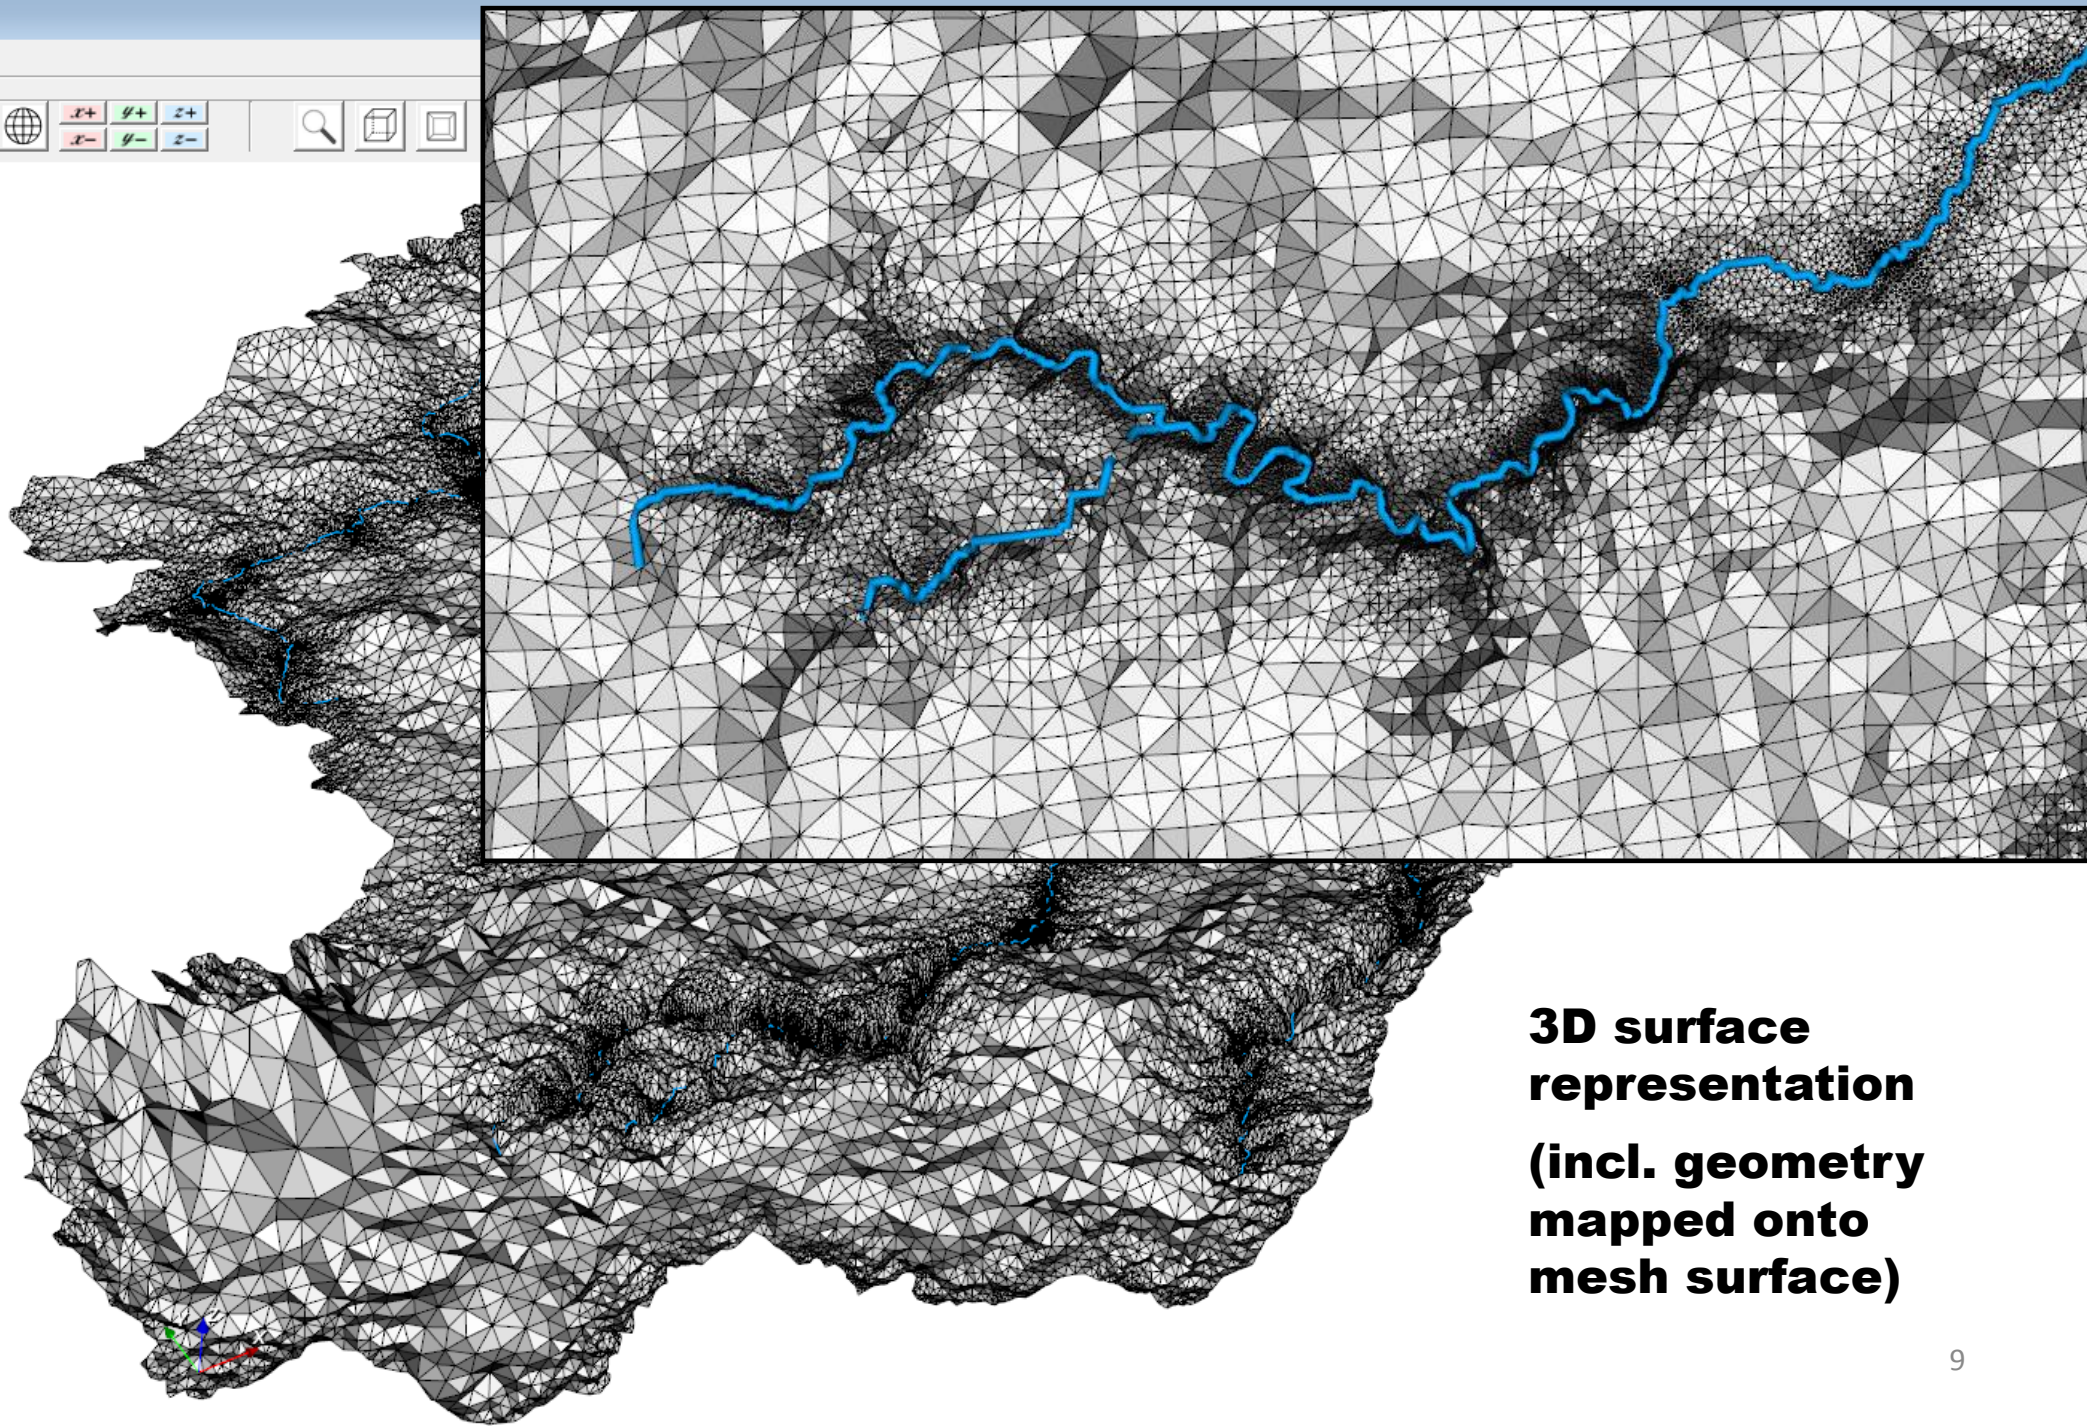 x+ y+ z+
x- y- z-
3D surface
representation
(incl. geometry
mapped onto
mesh surface)
X
Z
9